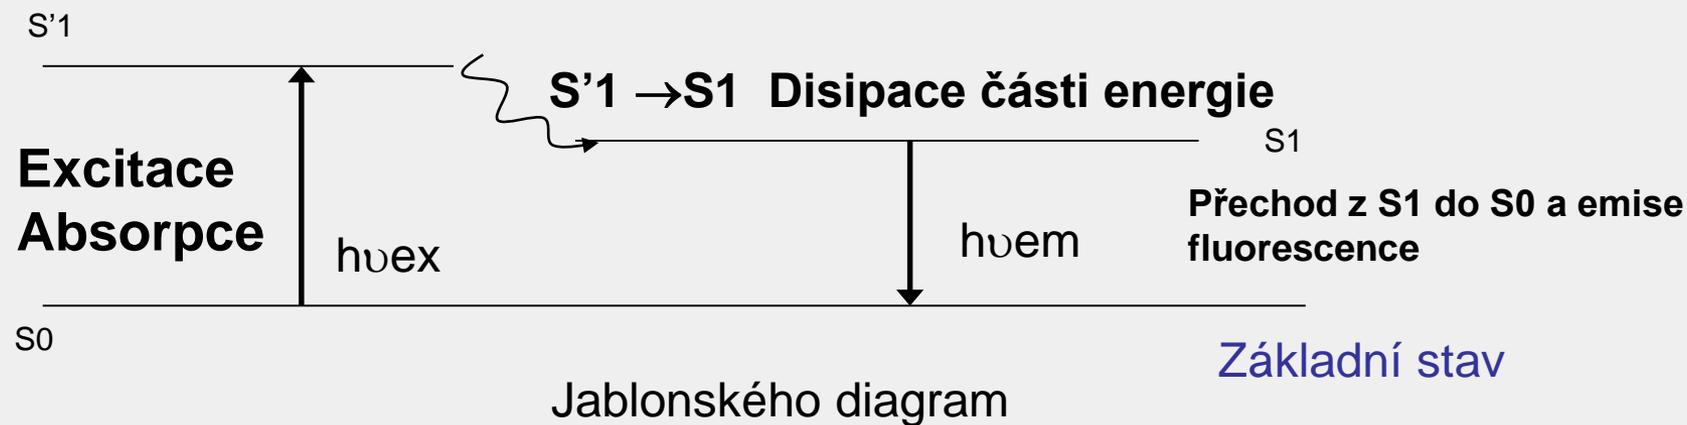 S’1
S’1 →S1 Disipace části energie
S1
Excitace
Absorpce
hυex
hυem
Přechod z S1 do S0 a emise
fluorescence
S0
Základní stav
Jablonského diagram